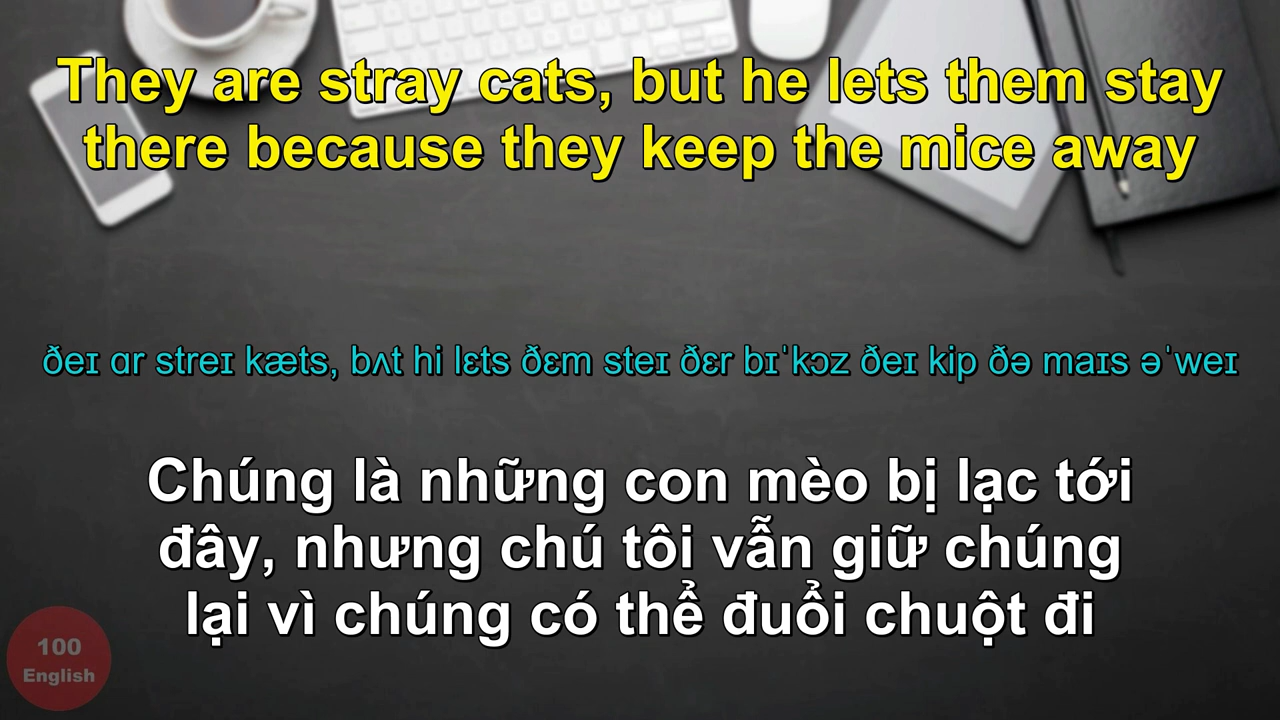 They are stray cats, but he lets them stay
there because they keep the mice away
ðeɪ ɑr streɪ kæts, bʌt hi lɛts ðɛm steɪ ðɛr bɪˈkɔz ðeɪ kip ðə maɪs əˈweɪ
Chúng là những con mèo bị lạc tới
đây, nhưng chú tôi vẫn giữ chúng
lại vì chúng có thể đuổi chuột đi
100
English